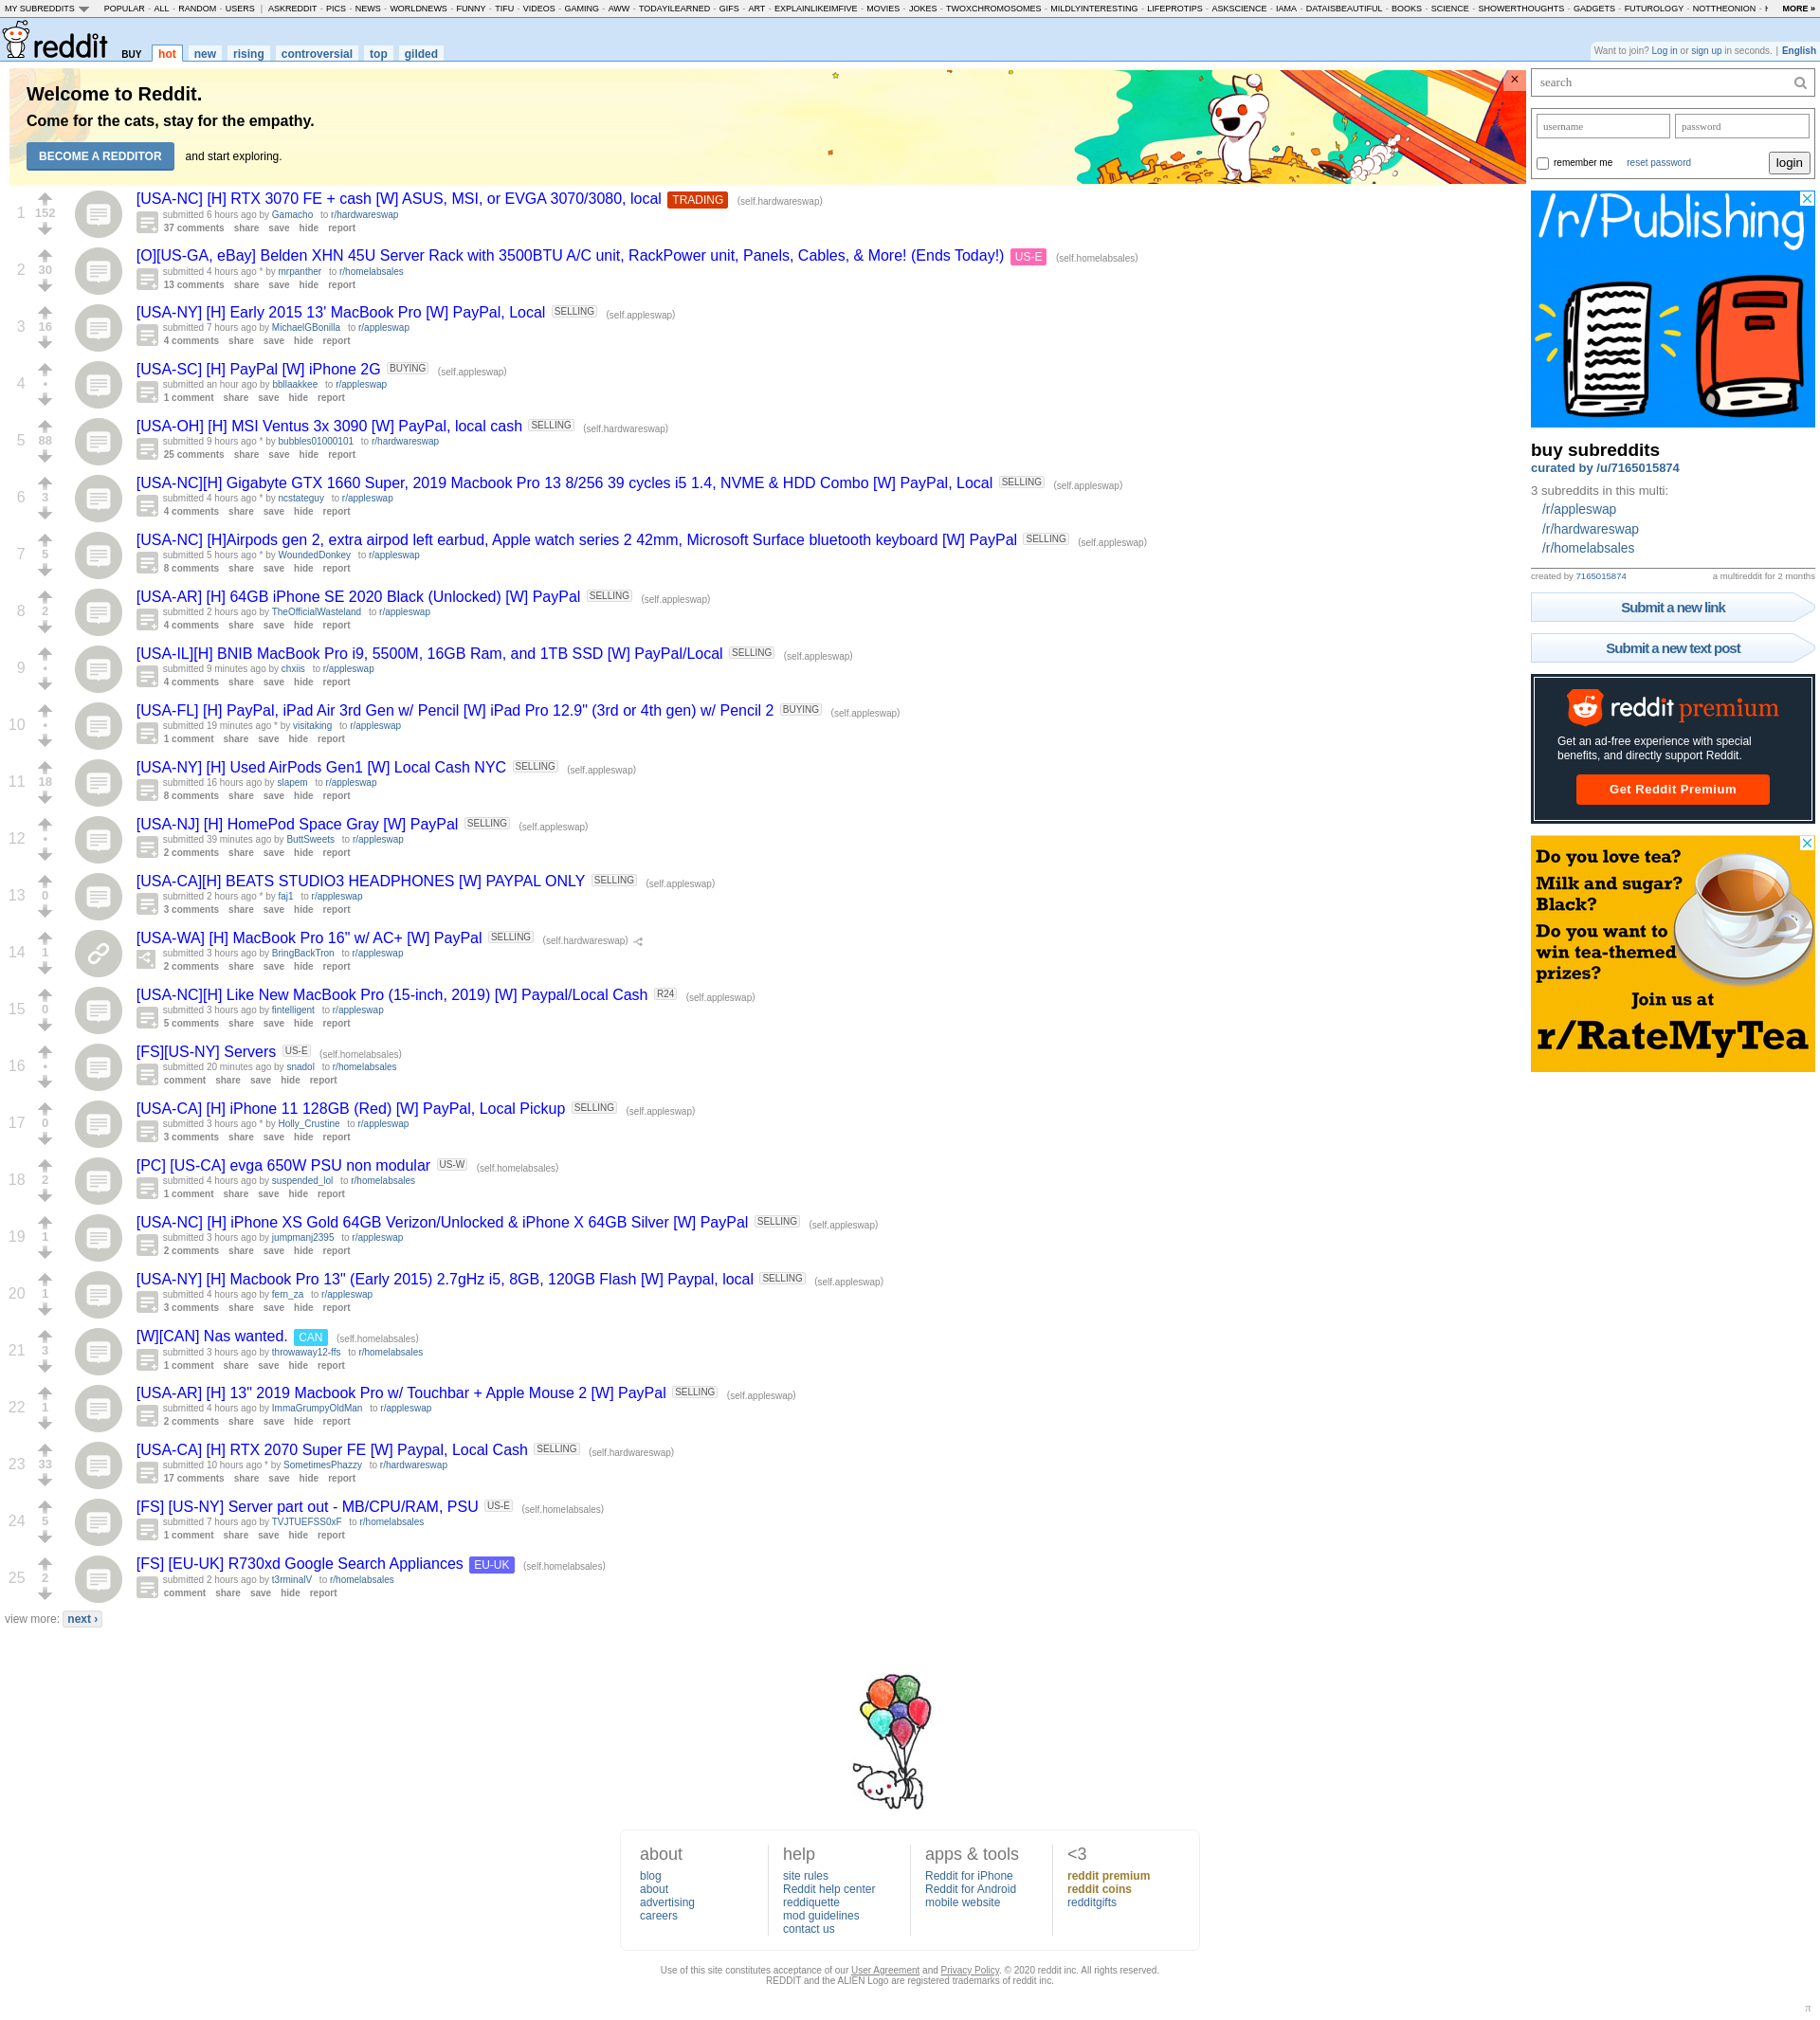 MY SUBREDDITS POPULAR - ALL - RANDOM - USERS | ASKREDDIT - PICS - NEWS - WORLDNEWS - FUNNY - TIFU - VIDEOS - GAMING - AWW - TODAYILEARNED - GIFS - ART - EXPLAINLIKEIMFIVE - MOVIES - JOKES - TWOXCHROMOSOMES - MILDLYINTERESTING - LIFEPROTIPS - ASKSCIENCE - IAMA - DATAISBEAUTIFUL - BOOKS - SCIENCE - SHOWERTHOUGHTS - GADGETS - FUTUROLOGY - NOTTHEONION - MORE »
reddit BUY hot new rising controversial top gilded
Want to join? Log in or sign up in seconds. | English
Welcome to Reddit.
Come for the cats, stay for the empathy.
BECOME A REDDITOR and start exploring.
1 152 [USA-NC] [H] RTX 3070 FE + cash [W] ASUS, MSI, or EVGA 3070/3080, local TRADING (self.hardwareswap)
submitted 6 hours ago by Gamacho to r/hardwareswap
37 comments share save hide report
2 30 [O][US-GA, eBay] Belden XHN 45U Server Rack with 3500BTU A/C unit, RackPower unit, Panels, Cables, & More! (Ends Today!) US-E (self.homelabsales)
submitted 4 hours ago * by mrpanther to r/homelabsales
13 comments share save hide report
3 16 [USA-NY] [H] Early 2015 13' MacBook Pro [W] PayPal, Local SELLING (self.appleswap)
submitted 7 hours ago by MichaelGBonilla to r/appleswap
4 comments share save hide report
4 • [USA-SC] [H] PayPal [W] iPhone 2G BUYING (self.appleswap)
submitted an hour ago by bbllaakkee to r/appleswap
1 comment share save hide report
5 88 [USA-OH] [H] MSI Ventus 3x 3090 [W] PayPal, local cash SELLING (self.hardwareswap)
submitted 9 hours ago * by bubbles01000101 to r/hardwareswap
25 comments share save hide report
6 3 [USA-NC][H] Gigabyte GTX 1660 Super, 2019 Macbook Pro 13 8/256 39 cycles i5 1.4, NVME & HDD Combo [W] PayPal, Local SELLING (self.appleswap)
submitted 4 hours ago * by ncstateguy to r/appleswap
4 comments share save hide report
7 5 [USA-NC] [H]Airpods gen 2, extra airpod left earbud, Apple watch series 2 42mm, Microsoft Surface bluetooth keyboard [W] PayPal SELLING (self.appleswap)
submitted 5 hours ago * by WoundedDonkey to r/appleswap
8 comments share save hide report
8 2 [USA-AR] [H] 64GB iPhone SE 2020 Black (Unlocked) [W] PayPal SELLING (self.appleswap)
submitted 2 hours ago by TheOfficialWasteland to r/appleswap
4 comments share save hide report
9 • [USA-IL][H] BNIB MacBook Pro i9, 5500M, 16GB Ram, and 1TB SSD [W] PayPal/Local SELLING (self.appleswap)
submitted 9 minutes ago by chxiis to r/appleswap
4 comments share save hide report
10 • [USA-FL] [H] PayPal, iPad Air 3rd Gen w/ Pencil [W] iPad Pro 12.9" (3rd or 4th gen) w/ Pencil 2 BUYING (self.appleswap)
submitted 19 minutes ago * by visitaking to r/appleswap
1 comment share save hide report
11 18 [USA-NY] [H] Used AirPods Gen1 [W] Local Cash NYC SELLING (self.appleswap)
submitted 16 hours ago by slapem to r/appleswap
8 comments share save hide report
12 • [USA-NJ] [H] HomePod Space Gray [W] PayPal SELLING (self.appleswap)
submitted 39 minutes ago by ButtSweets to r/appleswap
2 comments share save hide report
13 0 [USA-CA][H] BEATS STUDIO3 HEADPHONES [W] PAYPAL ONLY SELLING (self.appleswap)
submitted 2 hours ago * by faj1 to r/appleswap
3 comments share save hide report
14 1 [USA-WA] [H] MacBook Pro 16" w/ AC+ [W] PayPal SELLING (self.hardwareswap)
submitted 3 hours ago by BringBackTron to r/appleswap
2 comments share save hide report
15 0 [USA-NC][H] Like New MacBook Pro (15-inch, 2019) [W] Paypal/Local Cash R24 (self.appleswap)
submitted 3 hours ago by fintelligent to r/appleswap
5 comments share save hide report
16 • [FS][US-NY] Servers US-E (self.homelabsales)
submitted 20 minutes ago by snadol to r/homelabsales
comment share save hide report
17 0 [USA-CA] [H] iPhone 11 128GB (Red) [W] PayPal, Local Pickup SELLING (self.appleswap)
submitted 3 hours ago * by Holly_Crustine to r/appleswap
3 comments share save hide report
18 2 [PC] [US-CA] evga 650W PSU non modular US-W (self.homelabsales)
submitted 4 hours ago by suspended_lol to r/homelabsales
1 comment share save hide report
19 1 [USA-NC] [H] iPhone XS Gold 64GB Verizon/Unlocked & iPhone X 64GB Silver [W] PayPal SELLING (self.appleswap)
submitted 3 hours ago by jumpmanj2395 to r/appleswap
2 comments share save hide report
20 1 [USA-NY] [H] Macbook Pro 13" (Early 2015) 2.7gHz i5, 8GB, 120GB Flash [W] Paypal, local SELLING (self.appleswap)
submitted 4 hours ago by fern_za to r/appleswap
3 comments share save hide report
21 3 [W][CAN] Nas wanted. CAN (self.homelabsales)
submitted 3 hours ago by throwaway12-ffs to r/homelabsales
1 comment share save hide report
22 1 [USA-AR] [H] 13" 2019 Macbook Pro w/ Touchbar + Apple Mouse 2 [W] PayPal SELLING (self.appleswap)
submitted 4 hours ago by ImmaGrumpyOldMan to r/appleswap
2 comments share save hide report
23 33 [USA-CA] [H] RTX 2070 Super FE [W] Paypal, Local Cash SELLING (self.hardwareswap)
submitted 10 hours ago * by SometimesPhazzy to r/hardwareswap
17 comments share save hide report
24 5 [FS] [US-NY] Server part out - MB/CPU/RAM, PSU US-E (self.homelabsales)
submitted 7 hours ago by TVJTUEFSS0xF to r/homelabsales
1 comment share save hide report
25 2 [FS] [EU-UK] R730xd Google Search Appliances EU-UK (self.homelabsales)
submitted 2 hours ago by t3rminalV to r/homelabsales
comment share save hide report
view more: next ›
search
username password
remember me reset password login
/r/Publishing
buy subreddits
curated by /u/7165015874
3 subreddits in this multi:
/r/appleswap
/r/hardwareswap
/r/homelabsales
created by 7165015874 a multireddit for 2 months
Submit a new link
Submit a new text post
reddit premium
Get an ad-free experience with special
benefits, and directly support Reddit.
Get Reddit Premium
Do you love tea?
Milk and sugar?
Black?
Do you want to
win tea-themed
prizes?
Join us at
r/RateMyTea
about help apps & tools <3
blog site rules Reddit for iPhone reddit premium
about Reddit help center Reddit for Android reddit coins
advertising reddiquette mobile website redditgifts
careers mod guidelines
contact us
Use of this site constitutes acceptance of our User Agreement and Privacy Policy. © 2020 reddit inc. All rights reserved.
REDDIT and the ALIEN Logo are registered trademarks of reddit inc.
π